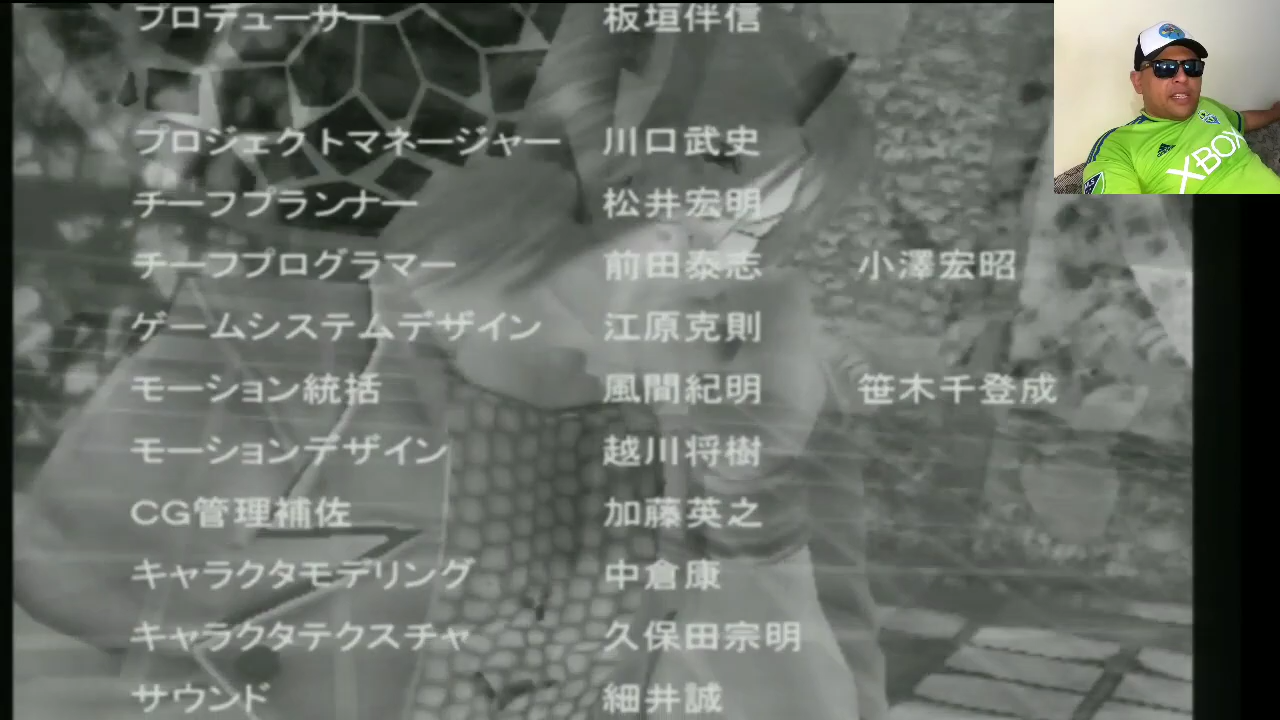 プロデューサー 板垣伴信
プロジェクトマネージャー 川口武史
チーフプランナー 松井宏明
チーフプログラマー 前田泰志 小澤宏昭
ゲームシステムデザイン 江原克則
モーション統括 風間紀明 笹木千登成
モーションデザイン 越川将樹
CG管理補佐 加藤英之
キャラクタモデリング 中倉康
キャラクタテクスチャ 久保田宗明
サウンド 細井誠
XBOX